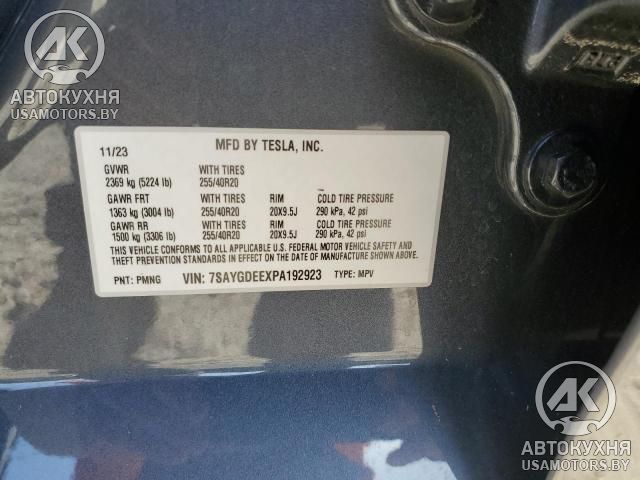 АК
АВТОКУХНЯ
USAMOTORS.BY
11/23 MFD BY TESLA, INC.
GVWR WITH TIRES
2369 kg (5224 lb) 255/40R20
GAWR FRT WITH TIRES RIM COLD TIRE PRESSURE
1363 kg (3004 lb) 255/40R20 20X9.5J 290 kPa, 42 psi
GAWR RR WITH TIRES RIM COLD TIRE PRESSURE
1500 kg (3306 lb) 255/40R20 20X9.5J 290 kPa, 42 psi
THIS VEHICLE CONFORMS TO ALL APPLICABLE U.S. FEDERAL MOTOR VEHICLE SAFETY AND
THEFT PREVENTION STANDARDS IN EFFECT ON THE DATE OF MANUFACTURE SHOWN ABOVE.
PNT: PMNG VIN: 7SAYGDEEXPA192923 TYPE: MPV
АК
АВТОКУХНЯ
USAMOTORS.BY